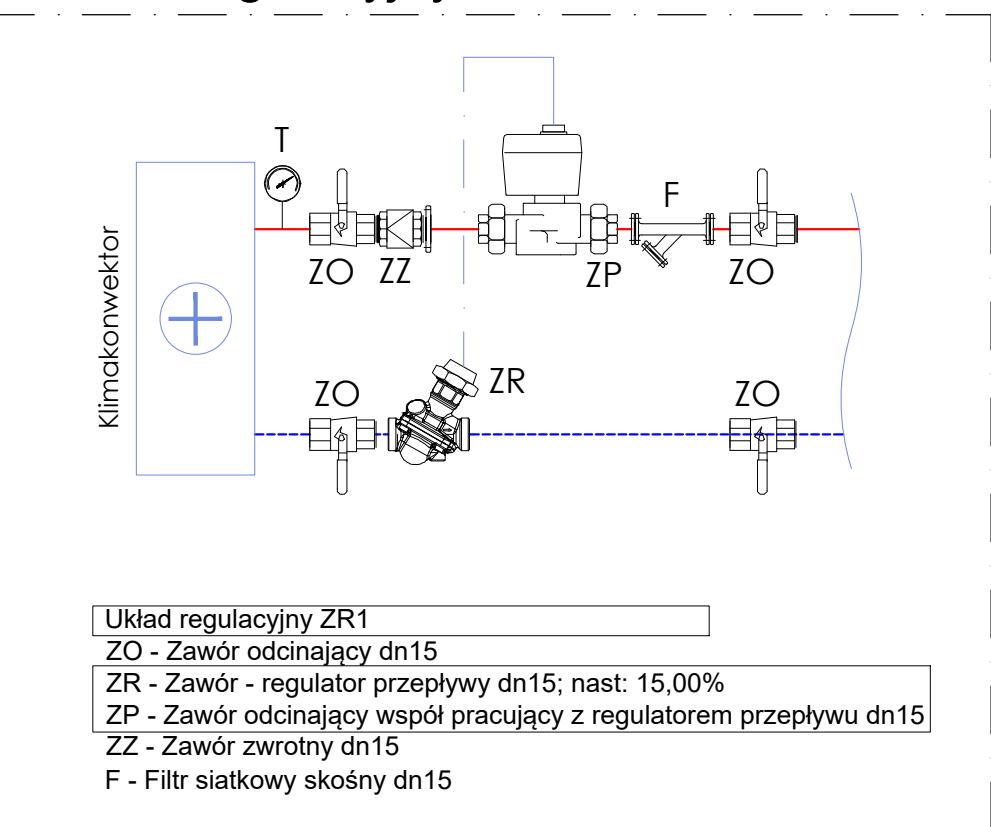 T
F
ZO
ZZ
ZP
ZO
Klimakonwektor
ZO
ZR
ZO
Układ regulacyjny ZR1
ZO - Zawór odcinający dn15
ZR - Zawór - regulator przepływy dn15; nast: 15,00%
ZP - Zawór odcinający współ pracujący z regulatorem przepływu dn15
ZZ - Zawór zwrotny dn15
F - Filtr siatkowy skośny dn15